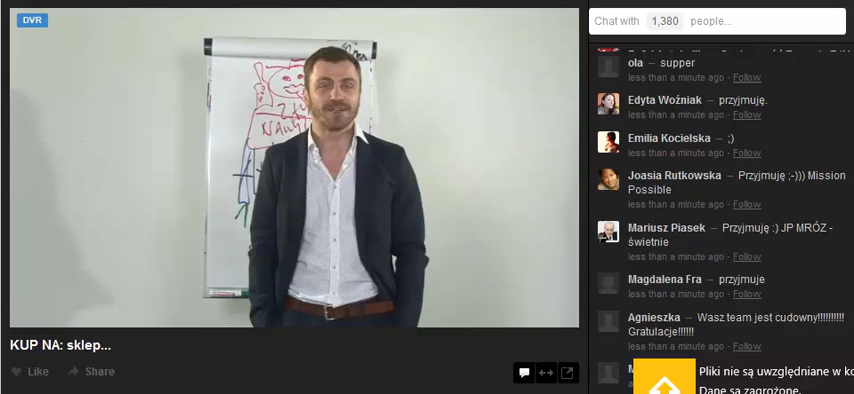 DVR
KUP NA: sklep...
Like
Share
Chat with 1,380 people...
ola – supper
less than a minute ago · Follow
Edyta Woźniak – przyjmuję.
less than a minute ago · Follow
Emilia Kocielska – ;)
less than a minute ago · Follow
Joasia Rutkowska – Przyjmuję ;-))) Mission
Possible
less than a minute ago · Follow
Mariusz Piasek – Przyjmuję :) JP MRÓZ -
świetnie
less than a minute ago · Follow
Magdalena Fra – przyjmuje
less than a minute ago · Follow
Agnieszka – Wasz team jest cudowny!!!!!!!!!!
Gratulacje!!!!!!
less than a minute ago · Follow
Pliki nie są uwzględniane w ko
Dane są zagrożone.